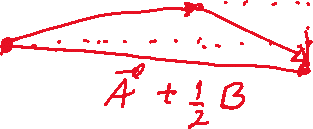 A⃗ + ½ B